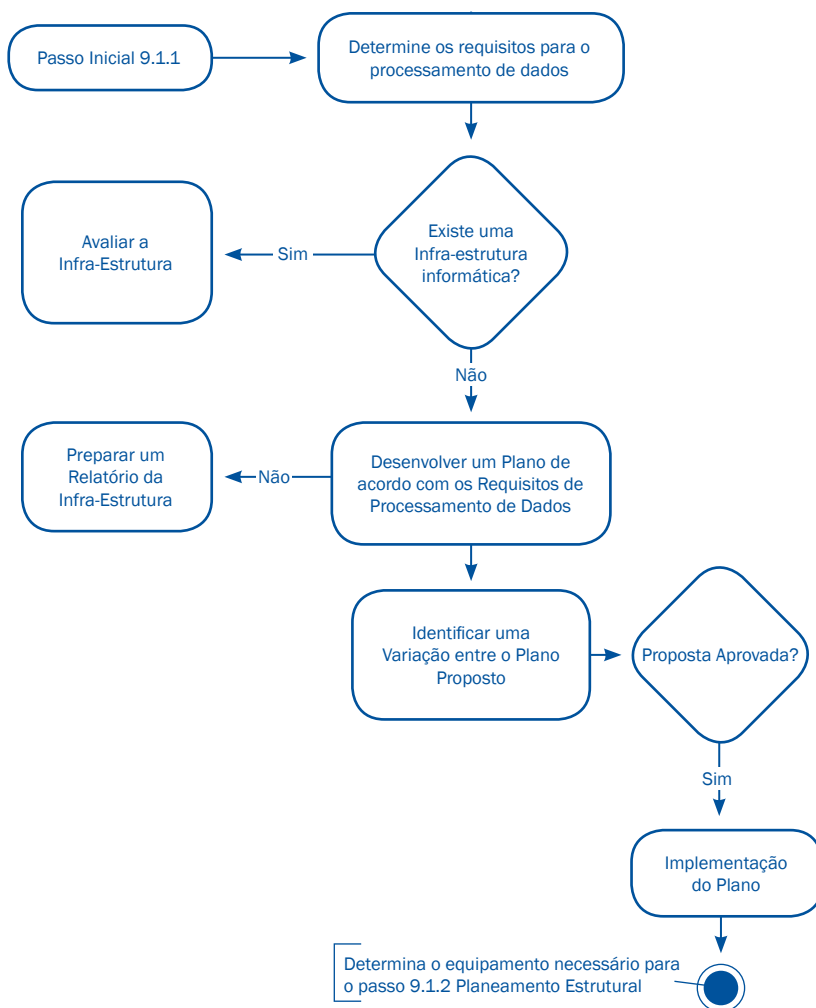 Passo Inicial 9.1.1
Determine os requisitos para o
processamento de dados
Existe uma
Infra-estrutura
informática?
Sim
Avaliar a
Infra-Estrutura
Não
Desenvolver um Plano de
acordo com os Requisitos de
Processamento de Dados
Não
Preparar um
Relatório da
Infra-Estrutura
Identificar uma
Variação entre o Plano
Proposto
Proposta Aprovada?
Sim
Implementação
do Plano
Determina o equipamento necessário para
o passo 9.1.2 Planeamento Estrutural